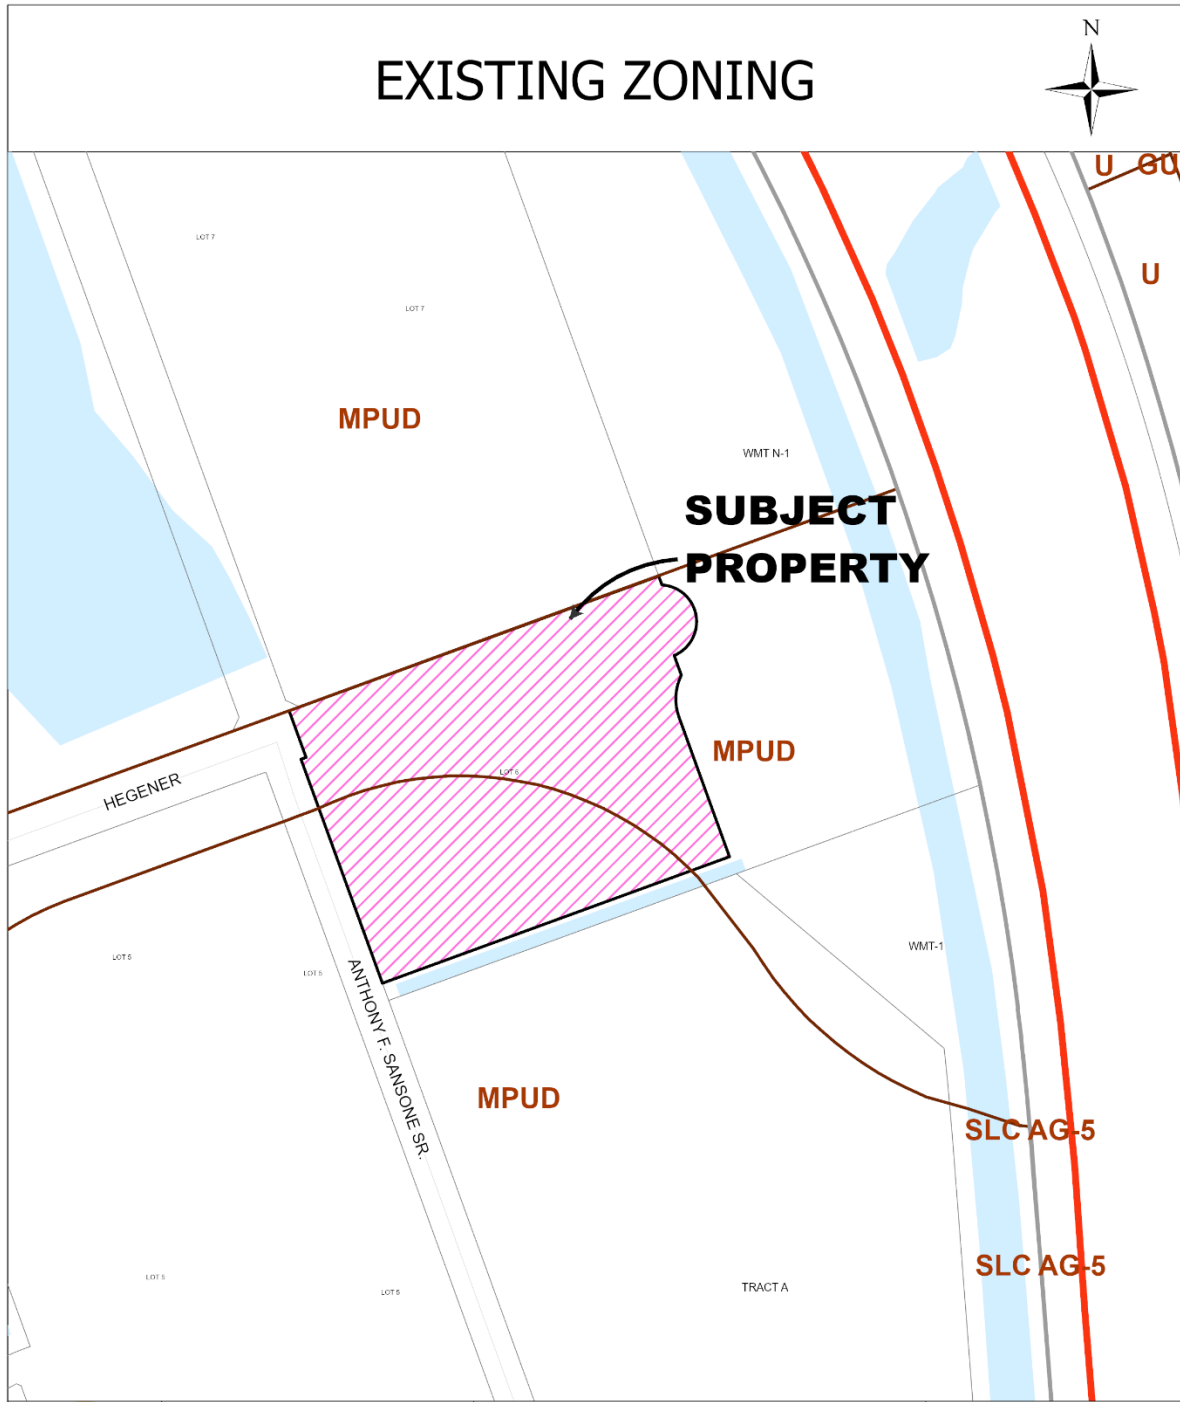 N
EXISTING ZONING
U GU
LOT 7
U
LOT 7
MPUD
WMT N-1
SUBJECT
PROPERTY
MPUD
LOT 6
HEGENER
WMT-1
LOT 5
LOT 5
ANTHONY F. SANSONE SR.
MPUD
SLC AG-5
SLC AG-5
LOT 5
TRACT A
LOT 5